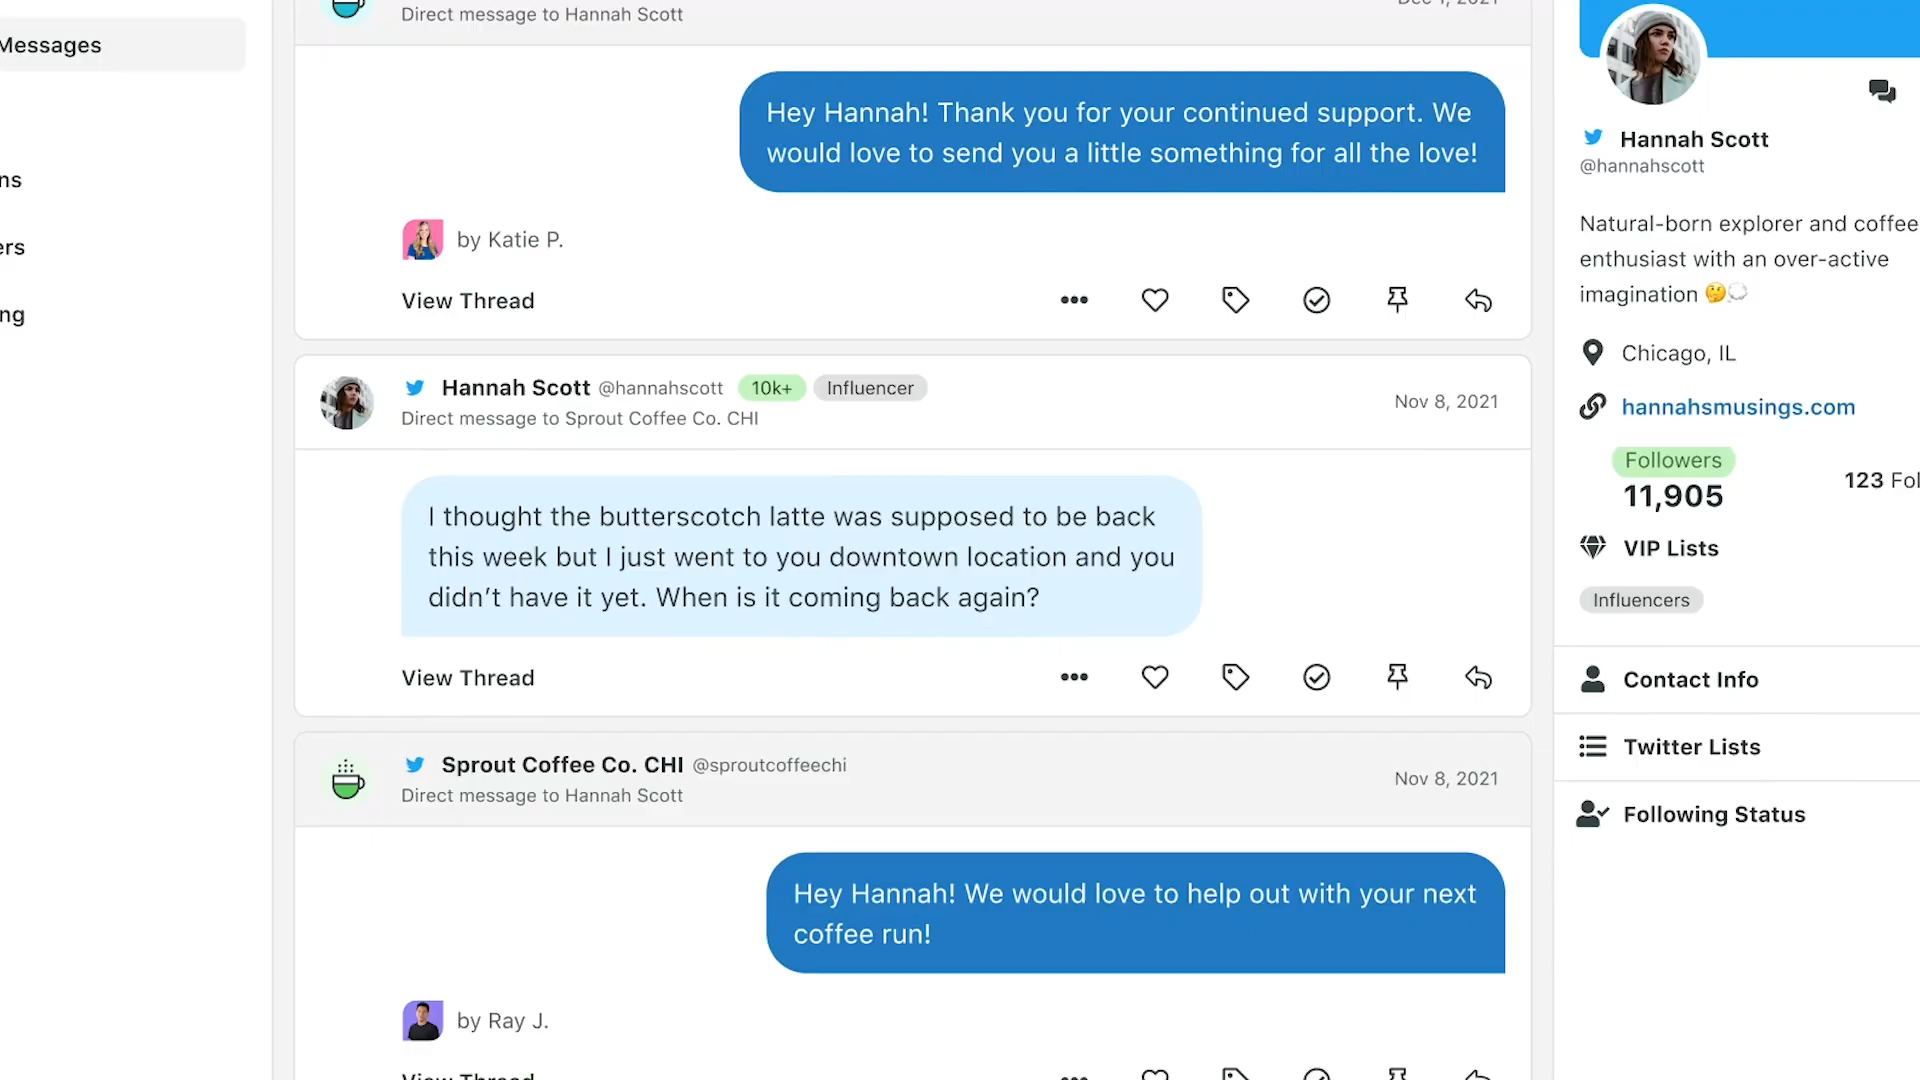 Messages
ns
ers
ng
Direct message to Hannah Scott
Dec 1, 2021
Hey Hannah! Thank you for your continued support. We
would love to send you a little something for all the love!
by Katie P.
View Thread
Hannah Scott @hannahscott 10k+ Influencer
Direct message to Sprout Coffee Co. CHI
Nov 8, 2021
I thought the butterscotch latte was supposed to be back
this week but I just went to you downtown location and you
didn’t have it yet. When is it coming back again?
View Thread
Sprout Coffee Co. CHI @sproutcoffeechi
Direct message to Hannah Scott
Nov 8, 2021
Hey Hannah! We would love to help out with your next
coffee run!
by Ray J.
View Thread
Hannah Scott
@hannahscott
Natural-born explorer and coffee
enthusiast with an over-active
imagination 🤔💭
Chicago, IL
hannahsmusings.com
Followers
11,905
123 Fol
VIP Lists
Influencers
Contact Info
Twitter Lists
Following Status